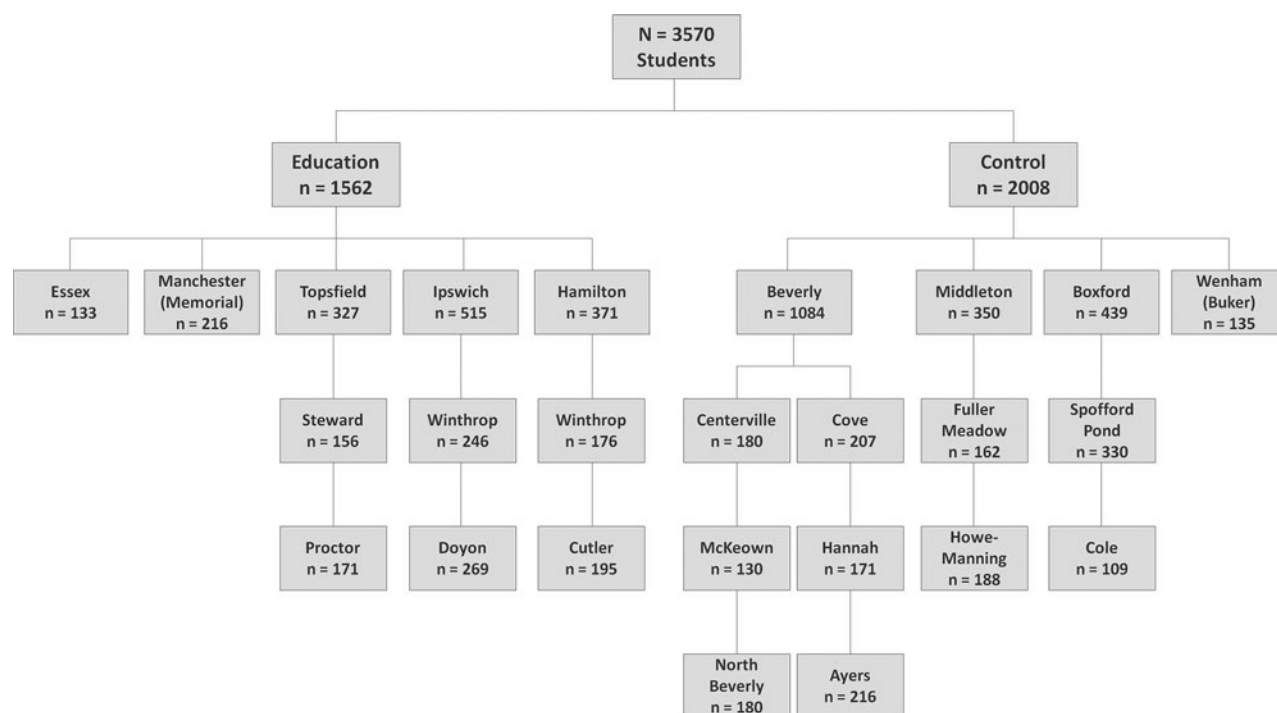 N = 3570
Students
Education
n = 1562
Control
n = 2008
Essex
n = 133
Manchester
(Memorial)
n = 216
Topsfield
n = 327
Ipswich
n = 515
Hamilton
n = 371
Beverly
n = 1084
Middleton
n = 350
Boxford
n = 439
Wenham
(Buker)
n = 135
Steward
n = 156
Winthrop
n = 246
Winthrop
n = 176
Centerville
n = 180
Cove
n = 207
Fuller
Meadow
n = 162
Spofford
Pond
n = 330
Proctor
n = 171
Doyon
n = 269
Cutler
n = 195
McKeown
n = 130
Hannah
n = 171
Howe-
Manning
n = 188
Cole
n = 109
North
Beverly
n = 180
Ayers
n = 216